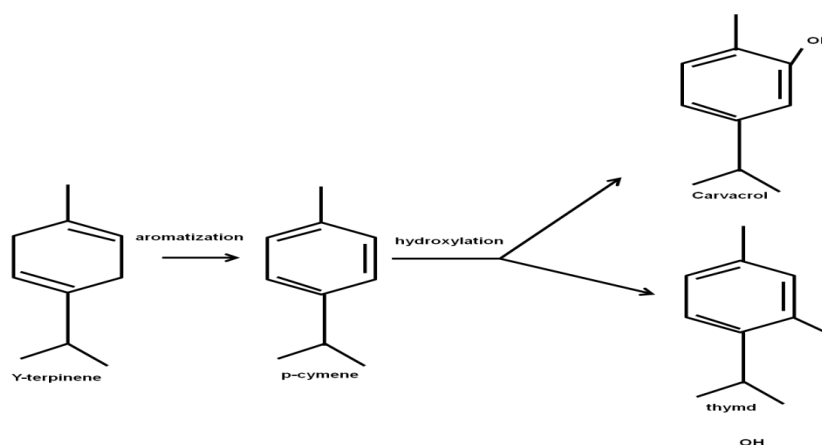 OH
Carvacrol
aromatization
hydroxylation
Y-terpinene
p-cymene
thymd
OH